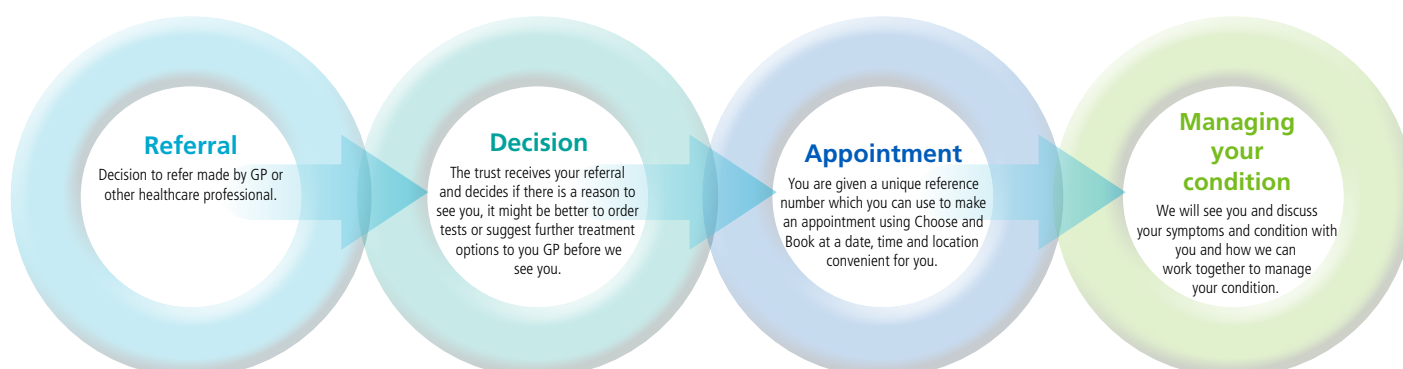 Referral
Decision to refer made by GP or
other healthcare professional.
Decision
The trust receives your referral
and decides if there is a reason to
see you, it might be better to order
tests or suggest further treatment
options to you GP before we
see you.
Appointment
You are given a unique reference
number which you can use to make
an appointment using Choose and
Book at a date, time and location
convenient for you.
Managing
your
condition
We will see you and discuss
your symptoms and condition with
you and how we can
work together to manage
your condition.